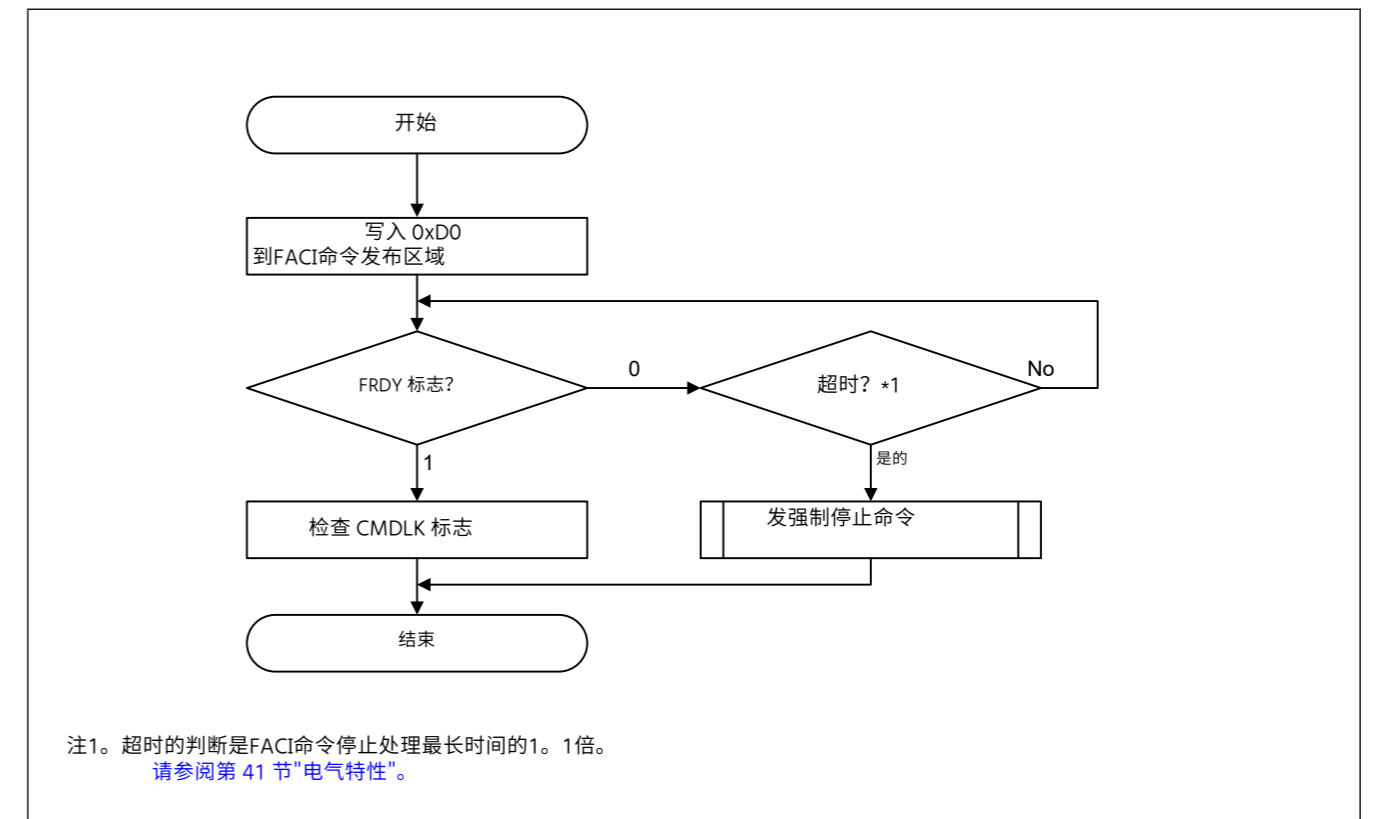 开始
写入 0xD0
到FACI命令发布区域
FRDY 标志？
0
超时？*1
No
1
是的
检查 CMDLK 标志
发强制停止命令
结束
注1。超时的判断是FACI命令停止处理最长时间的1。1倍。
请参阅第 41 节"电气特性"。